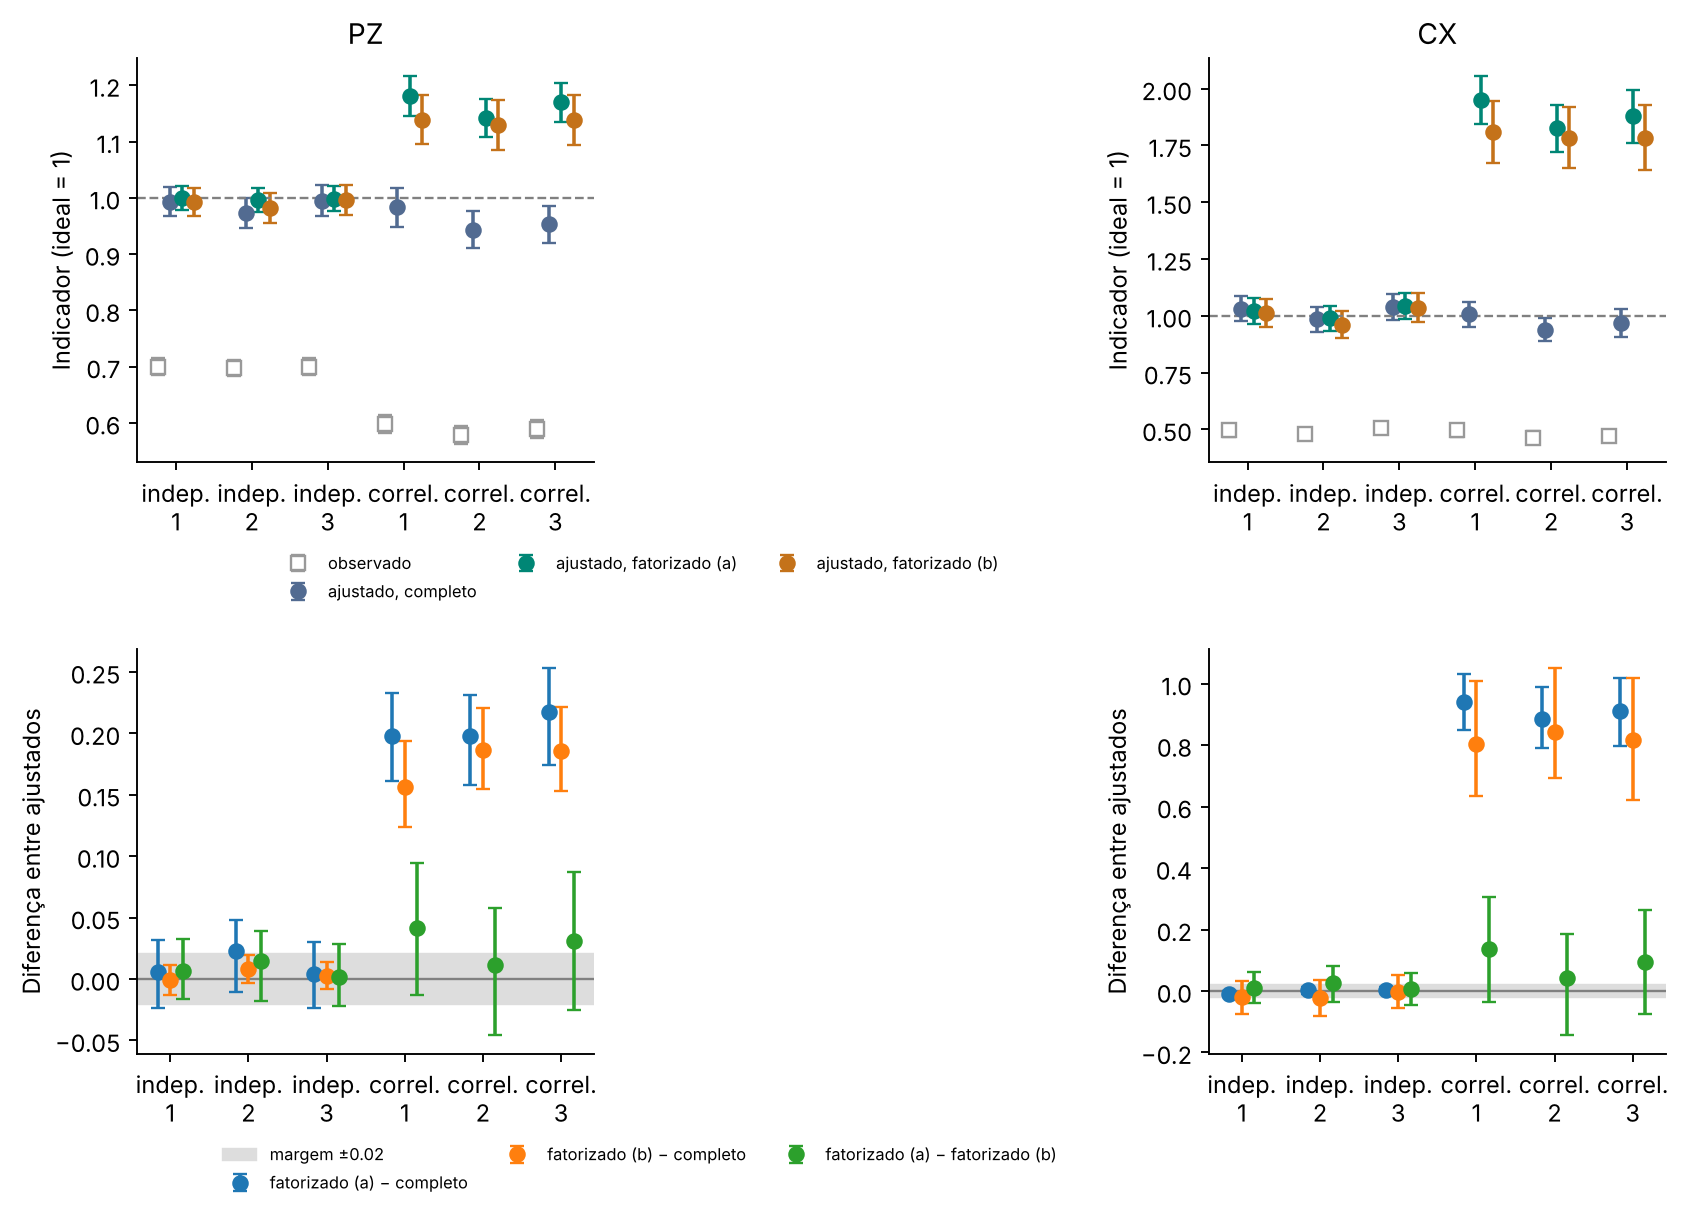 PZ
CX
Indicador (ideal = 1)
1.2
1.1
1.0
0.9
0.8
0.7
0.6
indep. indep. indep. correl. correl. correl.
1 2 3 1 2 3
Indicador (ideal = 1)
2.00
1.75
1.50
1.25
1.00
0.75
0.50
indep. indep. indep. correl. correl. correl.
1 2 3 1 2 3
observado
ajustado, completo
ajustado, fatorizado (a)
ajustado, fatorizado (b)
Diferença entre ajustados
0.25
0.20
0.15
0.10
0.05
0.00
−0.05
indep. indep. indep. correl. correl. correl.
1 2 3 1 2 3
Diferença entre ajustados
1.0
0.8
0.6
0.4
0.2
0.0
−0.2
indep. indep. indep. correl. correl. correl.
1 2 3 1 2 3
margem ±0.02
fatorizado (a) − completo
fatorizado (b) − completo
fatorizado (a) − fatorizado (b)